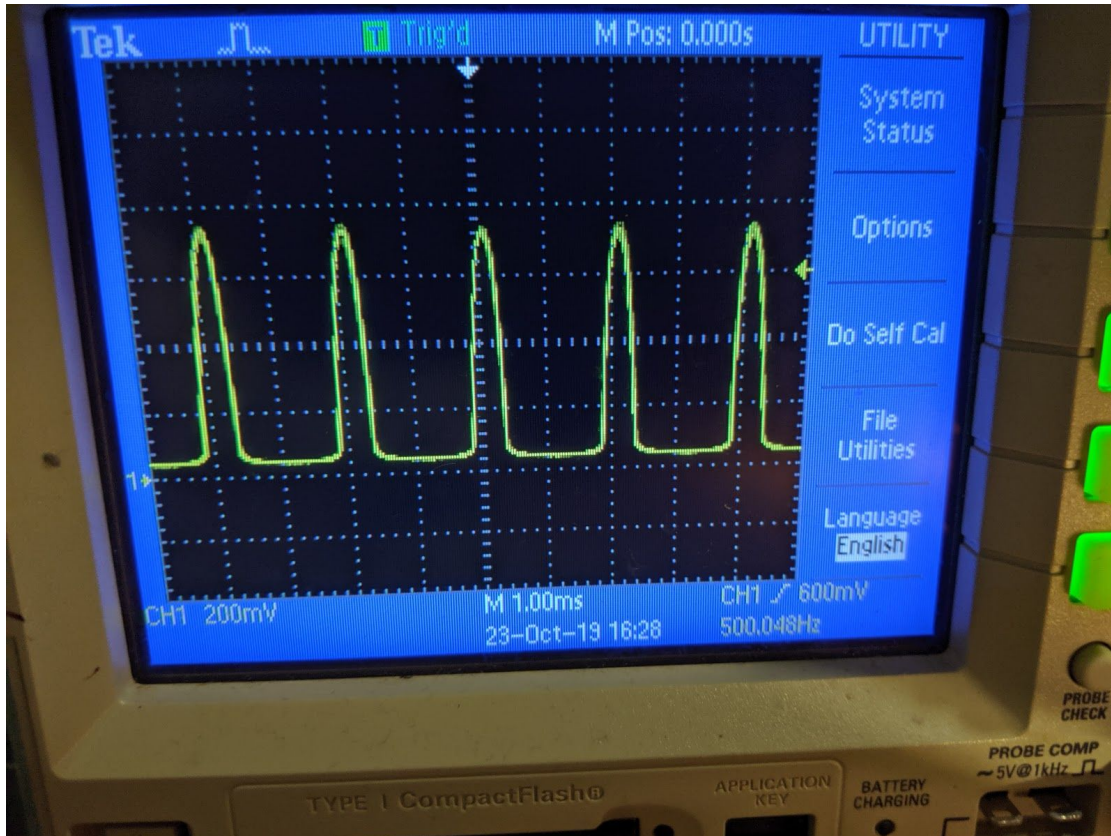 Tek T Trig'd M Pos: 0.000s UTILITY
System
Status
Options
Do Self Cal
File
Utilities
1
Language
English
CH1 200mV M 1.00ms CH1 600mV
23-Oct-19 16:28 500.048Hz
PROBE
CHECK
PROBE COMP
~5V@1kHz
TYPE I CompactFlash®
APPLICATION
KEY
BATTERY
CHARGING